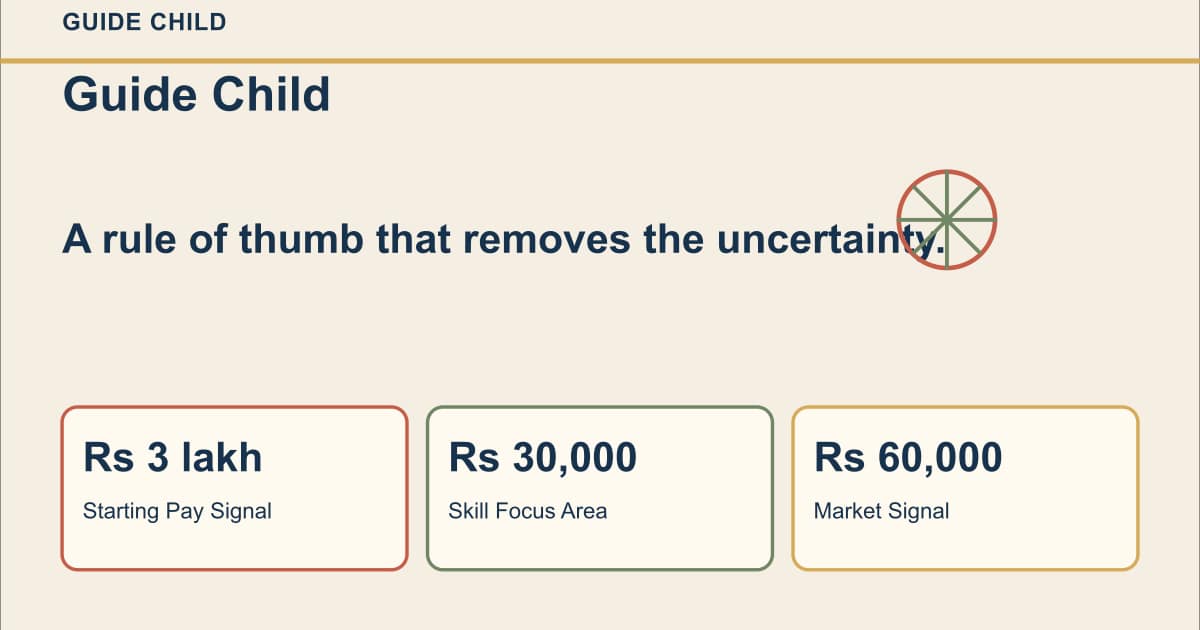 GUIDE CHILD
Guide Child
A rule of thumb that removes the uncertainty.
Rs 3 lakh
Starting Pay Signal
Rs 30,000
Skill Focus Area
Rs 60,000
Market Signal